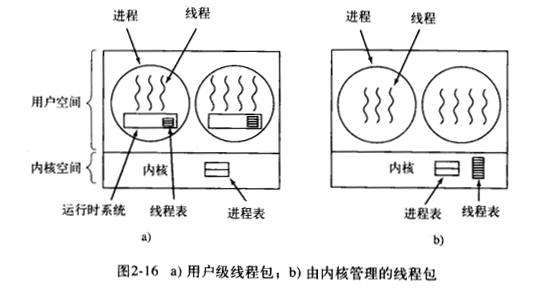 进程
线程
进程
线程
用户空间
内核空间
内核
内核
运行时系统
线程表
进程表
进程表
线程表
a)
b)
图2-16 a) 用户级线程包；b) 由内核管理的线程包